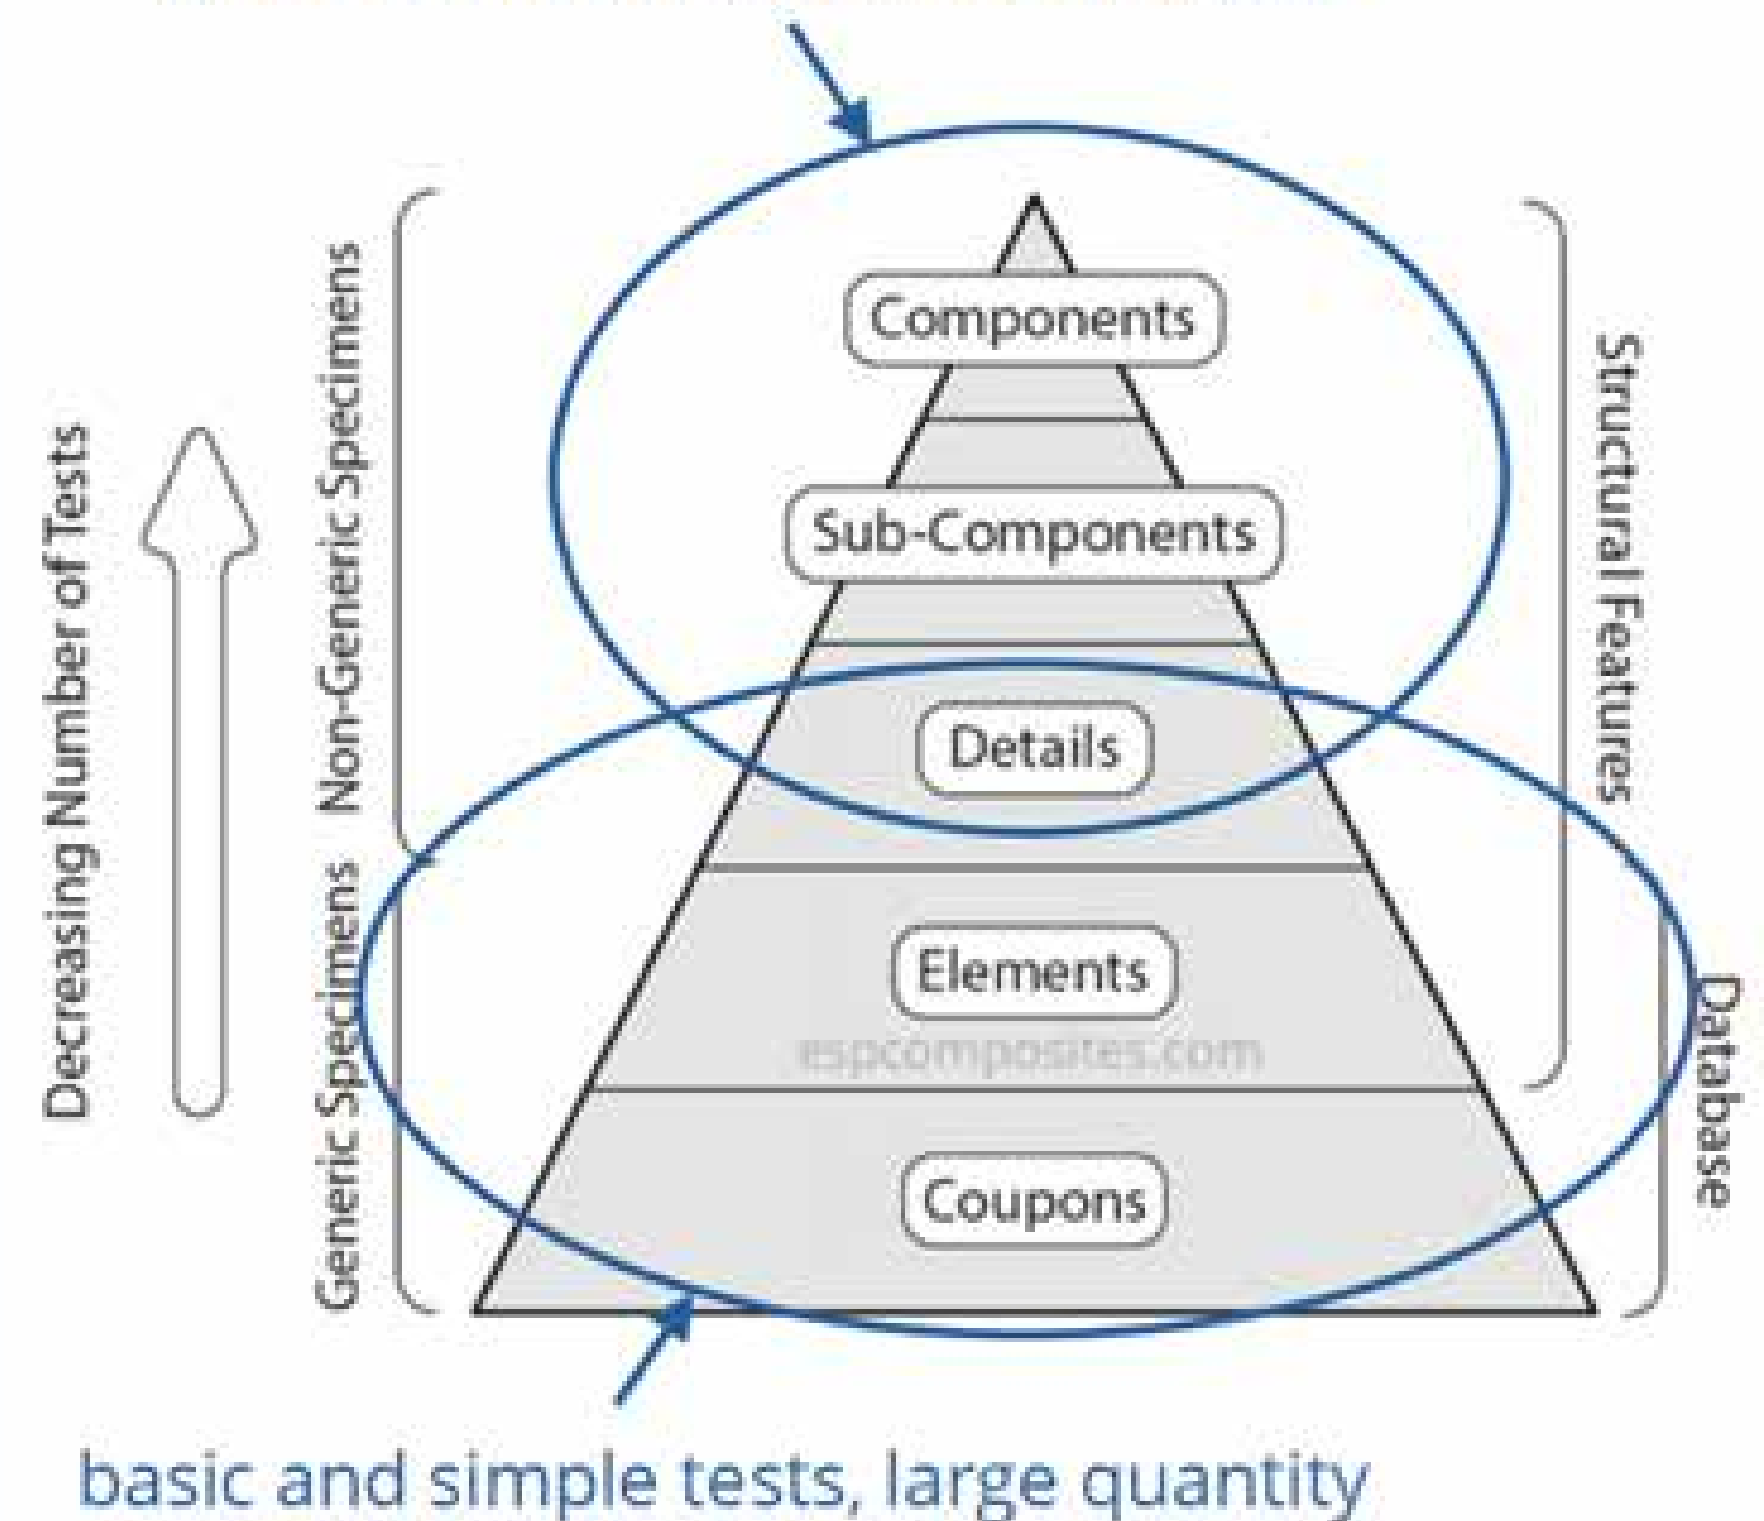 Components
Sub-Components
Details
Elements
espcomposites.com
Coupons
Decreasing Number of Tests
Non-Generic Specimens
Generic Specimens
Structural Features
Database
basic and simple tests, large quantity